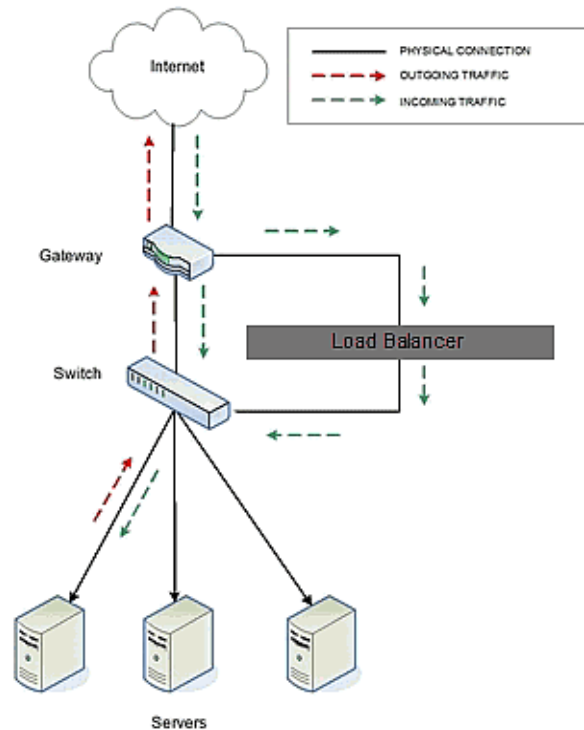 Internet
PHYSICAL CONNECTION
OUTGOING TRAFFIC
INCOMING TRAFFIC
Gateway
Load Balancer
Switch
Servers